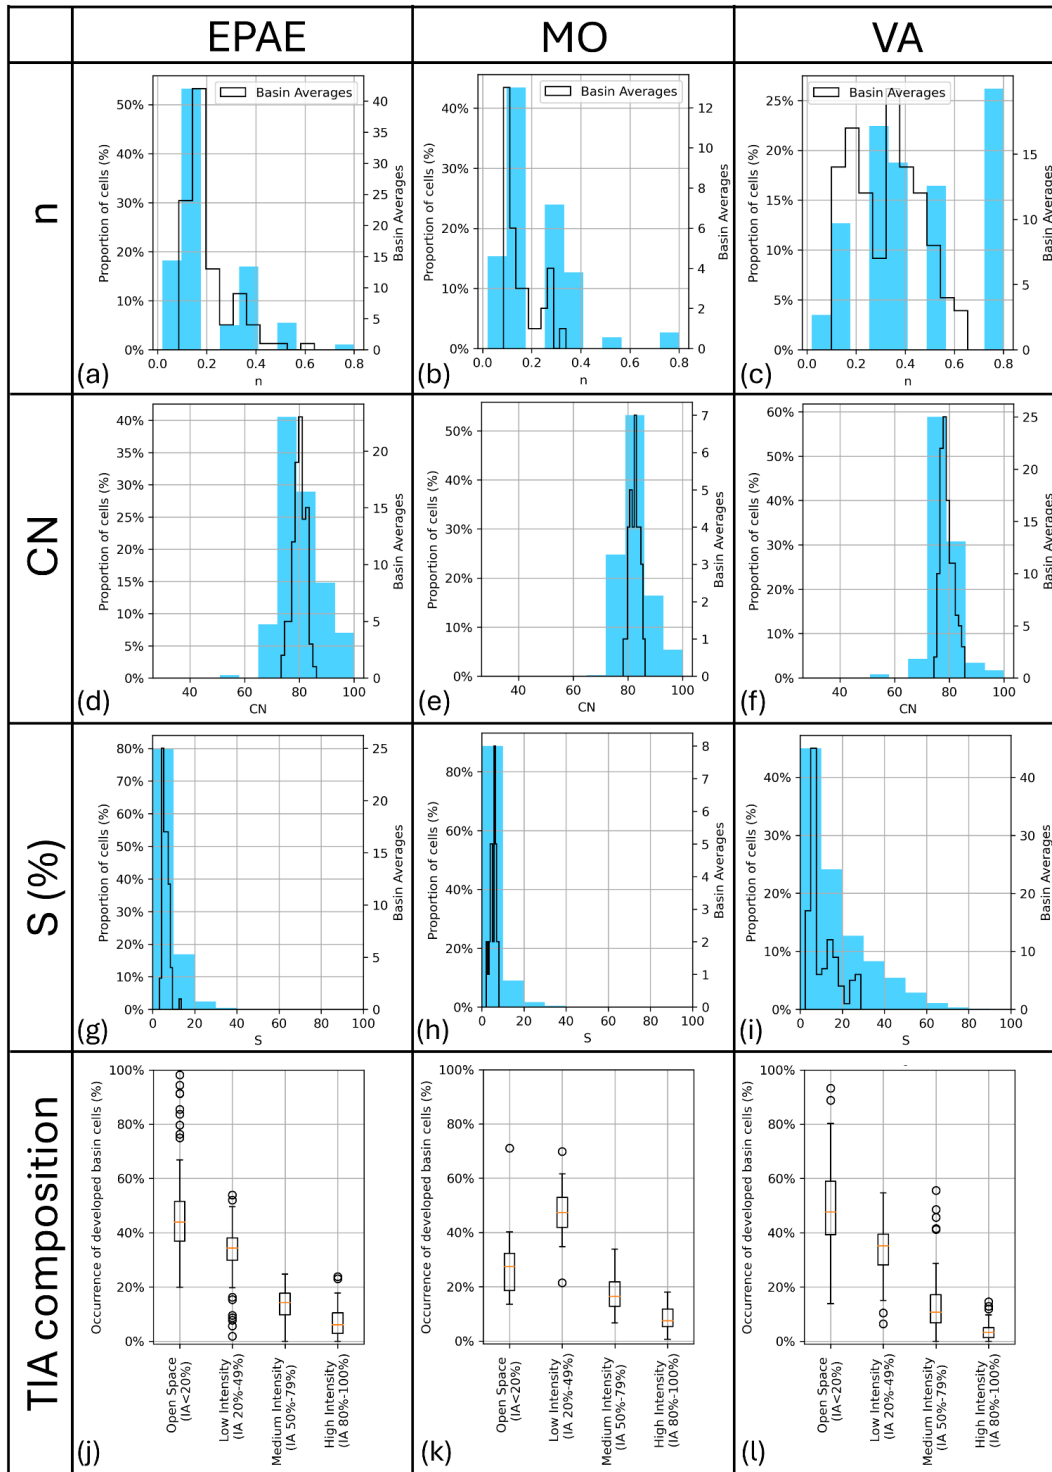 EPAE MO VA
n
Basin Averages
50%
40%
30%
20%
10%
0%
Proportion of cells (%)
40
35
30
25
20
15
10
5
0
Basin Averages
0.0 0.2 0.4 0.6 0.8
n
(a)
Basin Averages
40%
30%
20%
10%
0%
Proportion of cells (%)
12
10
8
6
4
2
0
Basin Averages
0.0 0.2 0.4 0.6 0.8
n
(b)
Basin Averages
25%
20%
15%
10%
5%
0%
Proportion of cells (%)
15
10
5
0
Basin Averages
0.0 0.2 0.4 0.6 0.8
n
(c)
CN
40%
35%
30%
25%
20%
15%
10%
5%
0%
Proportion of cells (%)
20
15
10
5
0
Basin Averages
40 60 80 100
CN
(d)
50%
40%
30%
20%
10%
0%
Proportion of cells (%)
7
6
5
4
3
2
1
0
Basin Averages
40 60 80 100
CN
(e)
60%
50%
40%
30%
20%
10%
0%
Proportion of cells (%)
25
20
15
10
5
0
Basin Averages
40 60 80 100
CN
(f)
S (%)
80%
70%
60%
50%
40%
30%
20%
10%
0%
Proportion of cells (%)
25
20
15
10
5
0
Basin Averages
0 20 40 60 80 100
S
(g)
80%
60%
40%
20%
0%
Proportion of cells (%)
8
7
6
5
4
3
2
1
0
Basin Averages
0 20 40 60 80 100
S
(h)
40%
30%
20%
10%
0%
Proportion of cells (%)
40
30
20
10
0
Basin Averages
0 20 40 60 80 100
S
(i)
TIA composition
100%
80%
60%
40%
20%
0%
Occurrence of developed basin cells (%)
Open Space
(IA<20%)
Low Intensity
(IA 20%-49%)
Medium Intensity
(IA 50%-79%)
High Intensity
(IA 80%-100%)
(j)
100%
80%
60%
40%
20%
0%
Occurrence of developed basin cells (%)
Open Space
(IA<20%)
Low Intensity
(IA 20%-49%)
Medium Intensity
(IA 50%-79%)
High Intensity
(IA 80%-100%)
(k)
100%
80%
60%
40%
20%
0%
Occurrence of developed basin cells (%)
Open Space
(IA<20%)
Low Intensity
(IA 20%-49%)
Medium Intensity
(IA 50%-79%)
High Intensity
(IA 80%-100%)
(l)